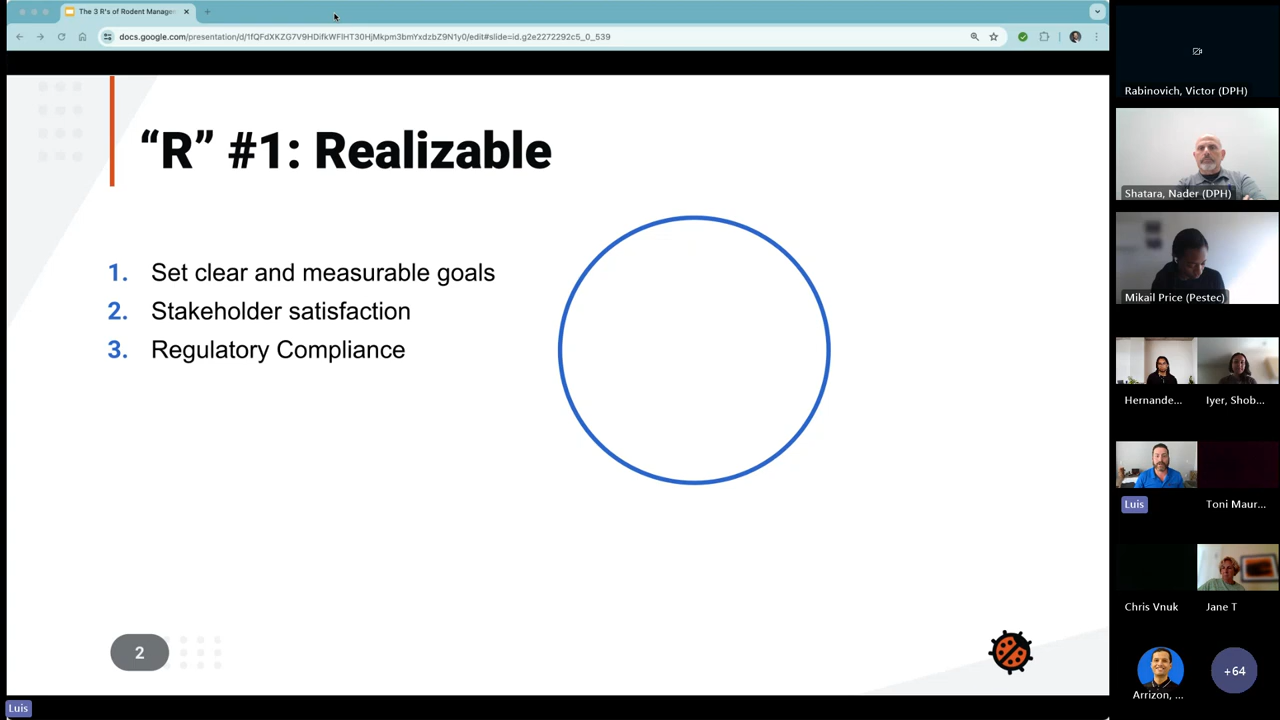 The 3 R's of Rodent Manage
docs.google.com/presentation/d/1fQFdXKZG7V9HDifkWFIHT30HjMkpm3bmYxdzbZ9N1y0/edit#slide=id.g2e2272292c5_0_539
“R” #1: Realizable
1. Set clear and measurable goals
2. Stakeholder satisfaction
3. Regulatory Compliance
2
Luis
Rabinovich, Victor (DPH)
Shatara, Nader (DPH)
Mikail Price (Pestec)
Hernande...
Iyer, Shob...
Luis
Toni Maur...
Chris Vnuk
Jane T
Arrizon, ...
+64